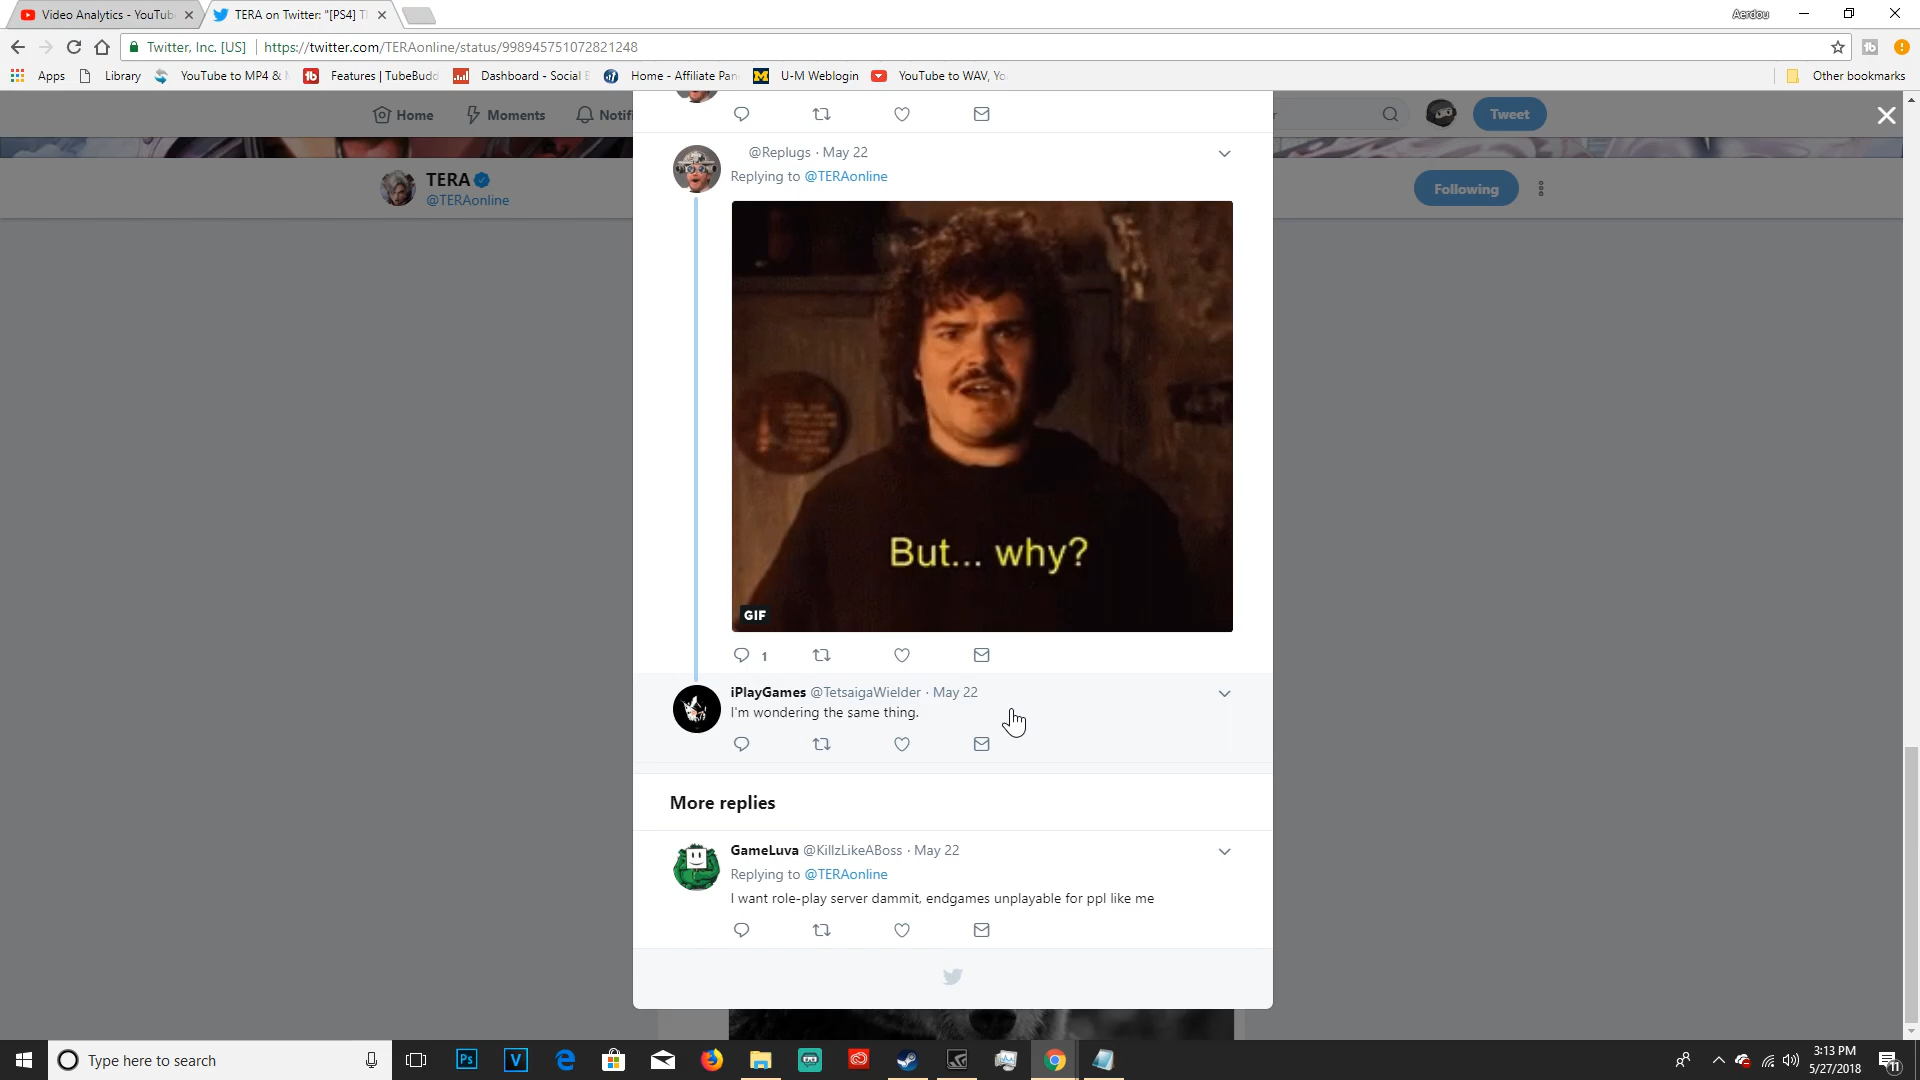 Video Analytics - YouTub
TERA on Twitter: "[PS4] Tl
Aerdou
Twitter, Inc. [US]
https://twitter.com/TERAonline/status/998945751072821248
Apps
Library
YouTube to MP4 &
Features | TubeBudd
Dashboard - Social B
Home - Affiliate Pan
U-M Weblogin
YouTube to WAV, Yo
Other bookmarks
Home
Moments
Notifi
Tweet
TERA
@TERAonline
Following
@Replugs · May 22
Replying to @TERAonline
But... why?
GIF
1
iPlayGames @TetsaigaWielder · May 22
I'm wondering the same thing.
More replies
GameLuva @KillzLikeABoss · May 22
Replying to @TERAonline
I want role-play server dammit, endgames unplayable for ppl like me
Type here to search
Ps
V
3:13 PM
5/27/2018
11